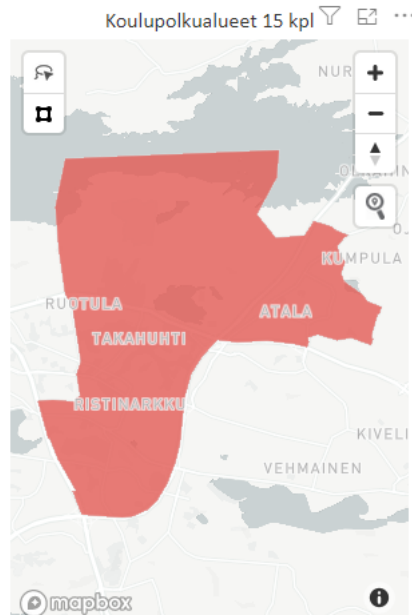 Koulupolkualueet 15 kpl
NUR
KUMPULA
RUOTULA
ATALA
TAKAHUHTI
RISTINARKKU
KIVELI
VEHMAINEN
mapbox